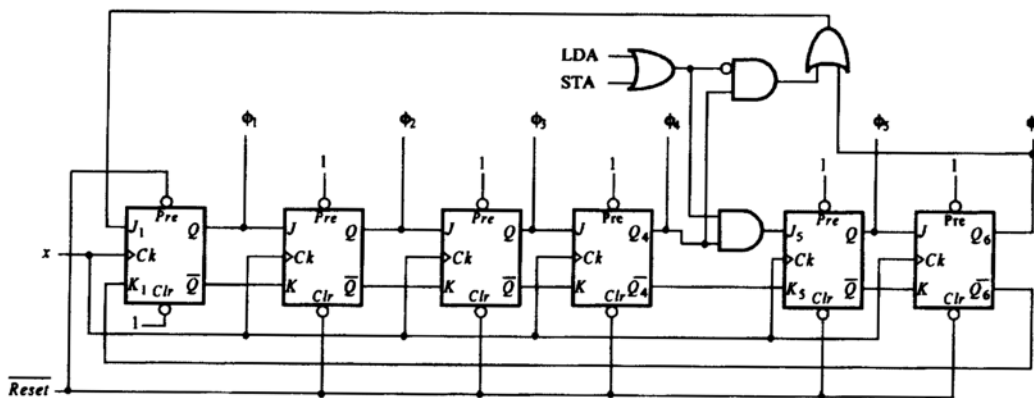 LDA
STA
ϕ₁ ϕ₂ ϕ₃ ϕ₄ ϕ₅ ϕ
1 1 1 1 1
Pre Pre Pre Pre Pre Pre
J₁ Q J Q J Q J Q₄ J₅ Q J Q₆
x Ck Ck Ck Ck Ck Ck
K₁ Q̅ K Q̅ K Q̅ K Q̅₄ K₅ Q̅ K Q̅₆
Clr Clr Clr Clr Clr Clr
1
R̅e̅s̅e̅t̅